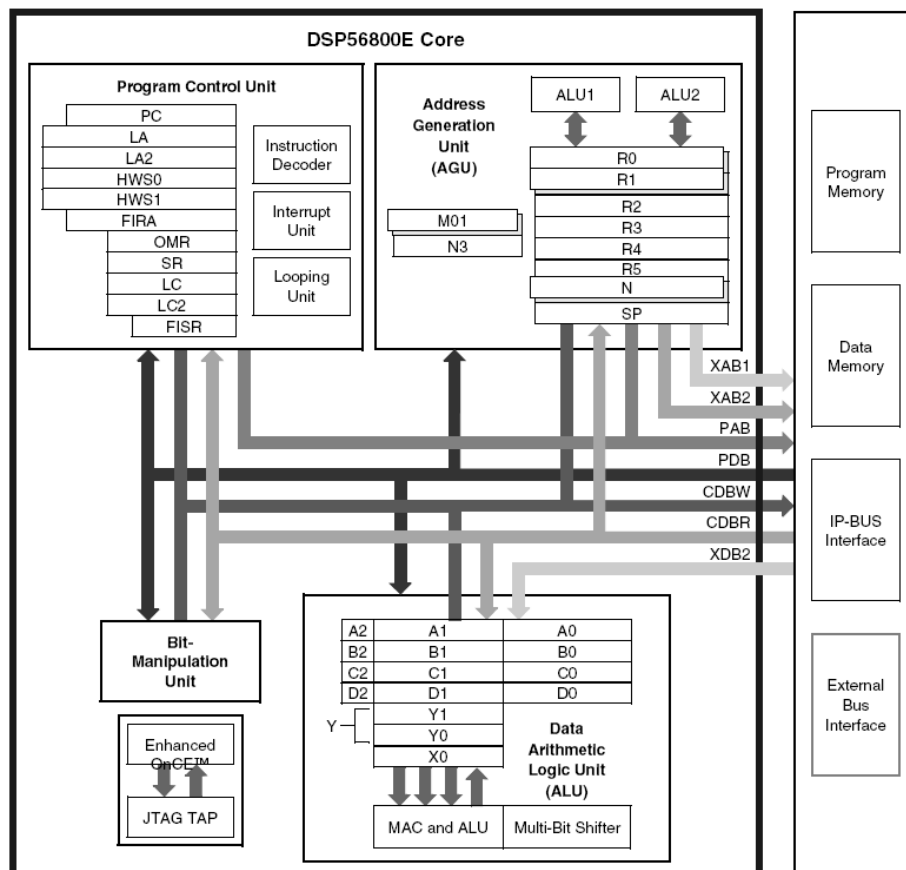 DSP56800E Core
Program Control Unit
PC
LA
LA2
HWS0
HWS1
FIRA
OMR
SR
LC
LC2
FISR
Instruction
Decoder
Interrupt
Unit
Looping
Unit
Address
Generation
Unit
(AGU)
ALU1
ALU2
R0
R1
R2
R3
R4
R5
N
SP
M01
N3
Program
Memory
Data
Memory
IP-BUS
Interface
External
Bus
Interface
XAB1
XAB2
PAB
PDB
CDBW
CDBR
XDB2
Bit-
Manipulation
Unit
Enhanced
OnCE™
JTAG TAP
A2 A1 A0
B2 B1 B0
C2 C1 C0
D2 D1 D0
Y
Y1
Y0
X0
Data
Arithmetic
Logic Unit
(ALU)
MAC and ALU
Multi-Bit Shifter